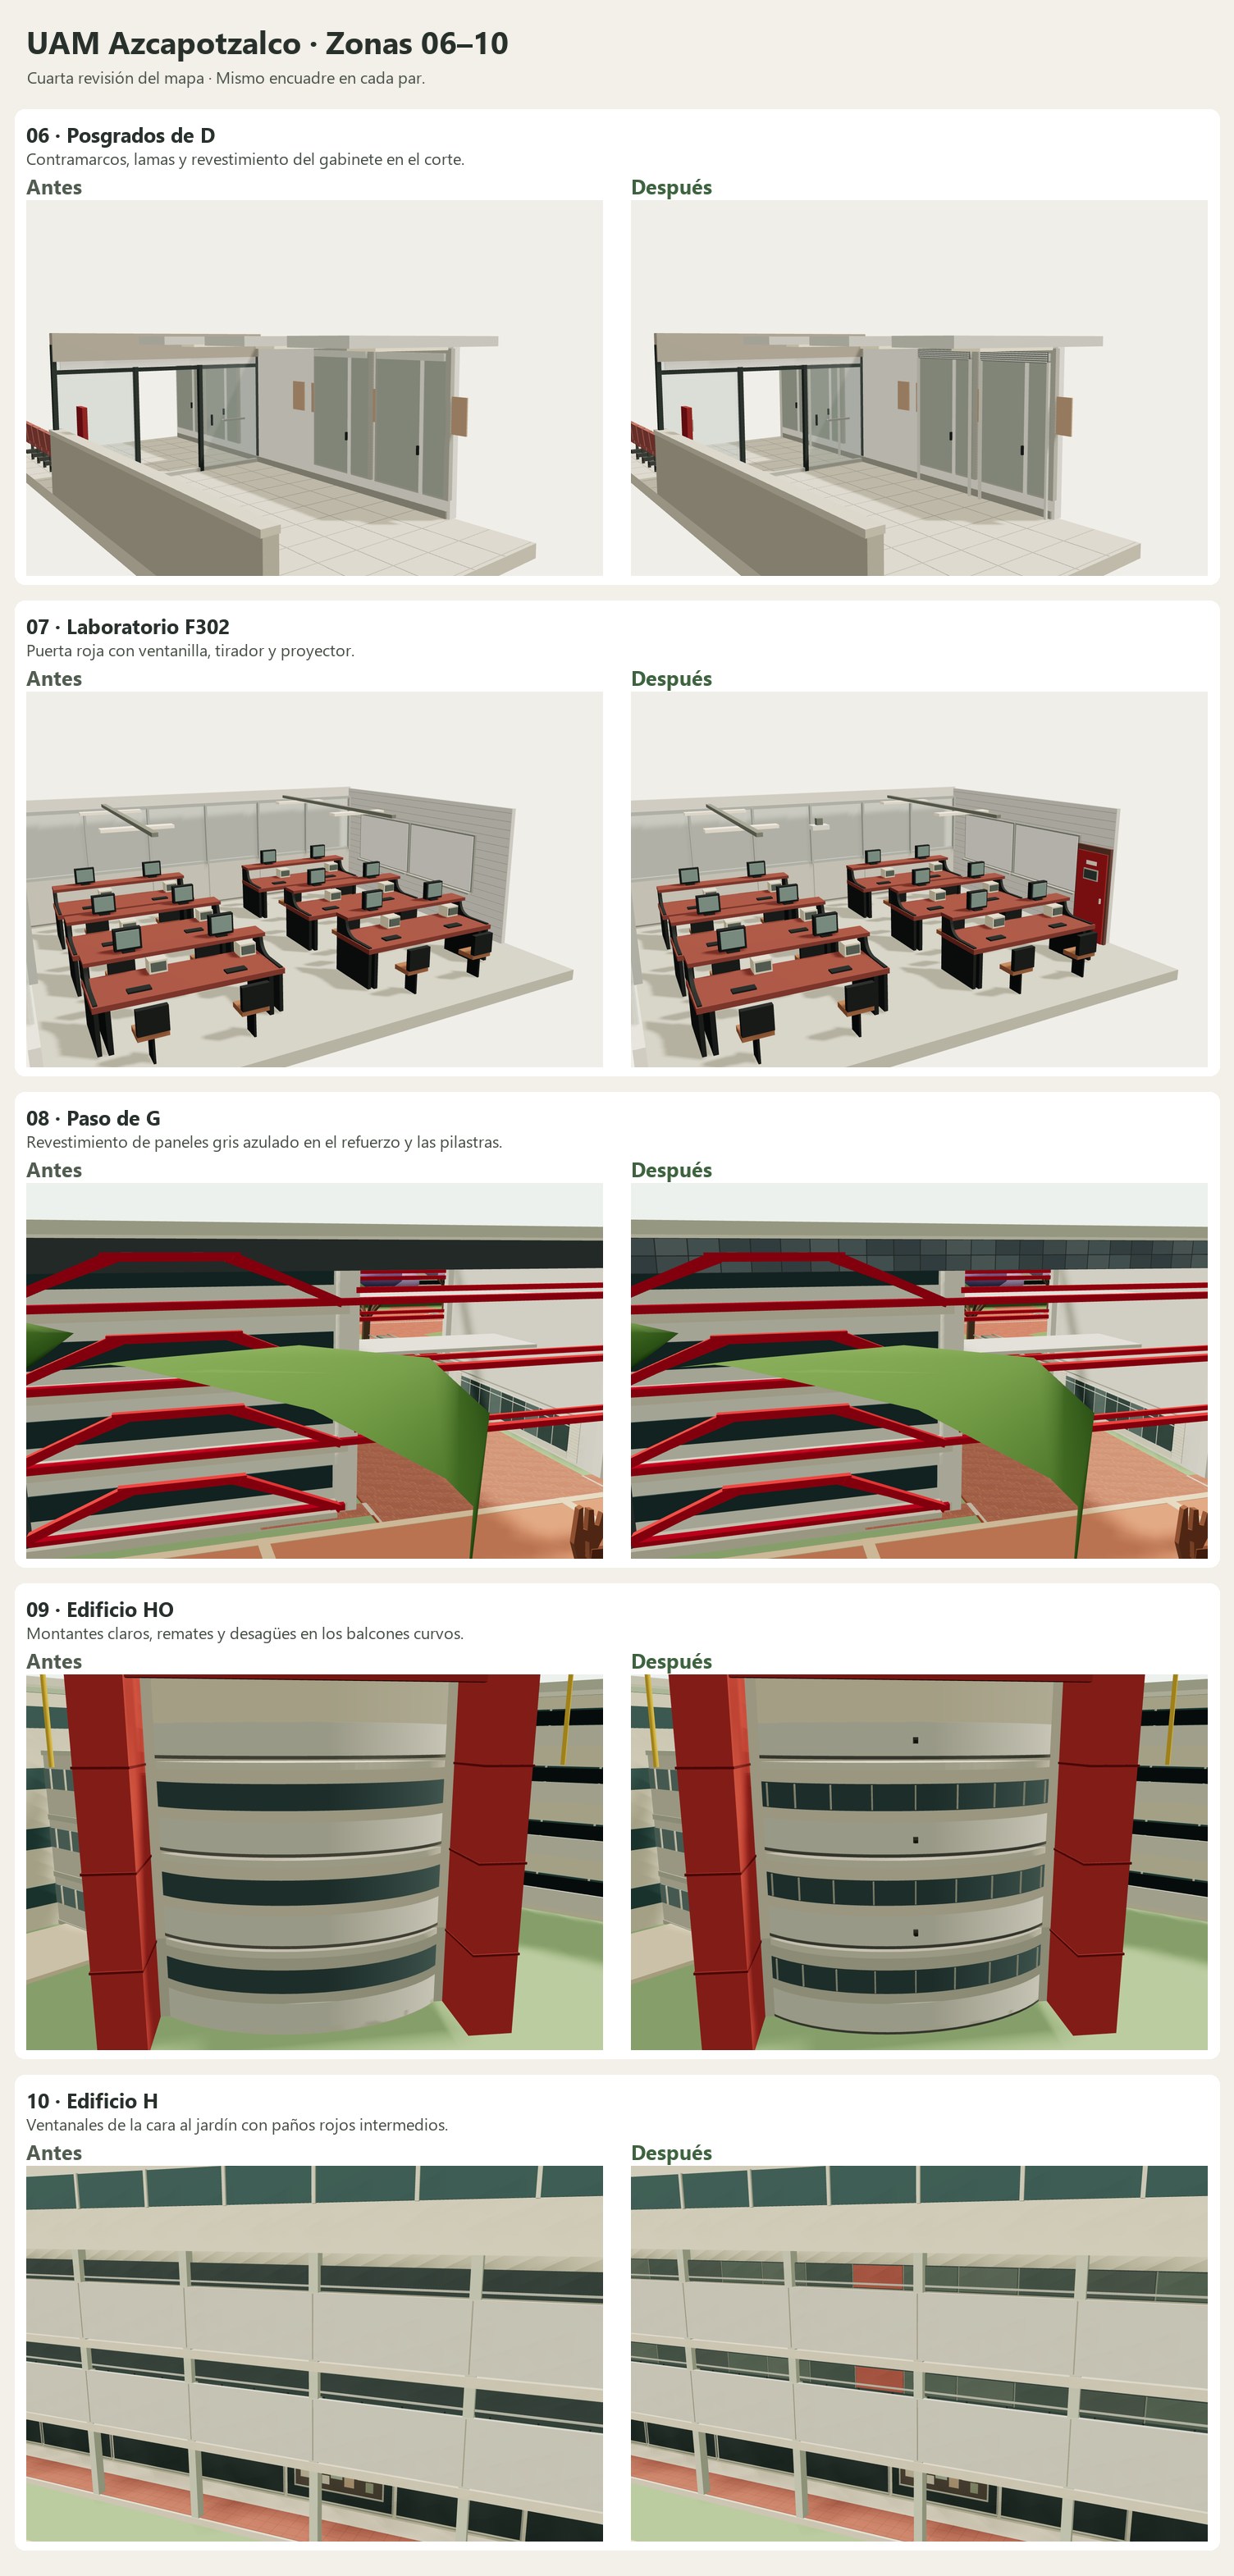 UAM Azcapotzalco · Zonas 06–10
Cuarta revisión del mapa · Mismo encuadre en cada par.
06 · Posgrados de D
Contramarcos, lamas y revestimiento del gabinete en el corte.
Antes
Después
07 · Laboratorio F302
Puerta roja con ventanilla, tirador y proyector.
Antes
Después
08 · Paso de G
Revestimiento de paneles gris azulado en el refuerzo y las pilastras.
Antes
Después
09 · Edificio HO
Montantes claros, remates y desagües en los balcones curvos.
Antes
Después
10 · Edificio H
Ventanales de la cara al jardín con paños rojos intermedios.
Antes
Después